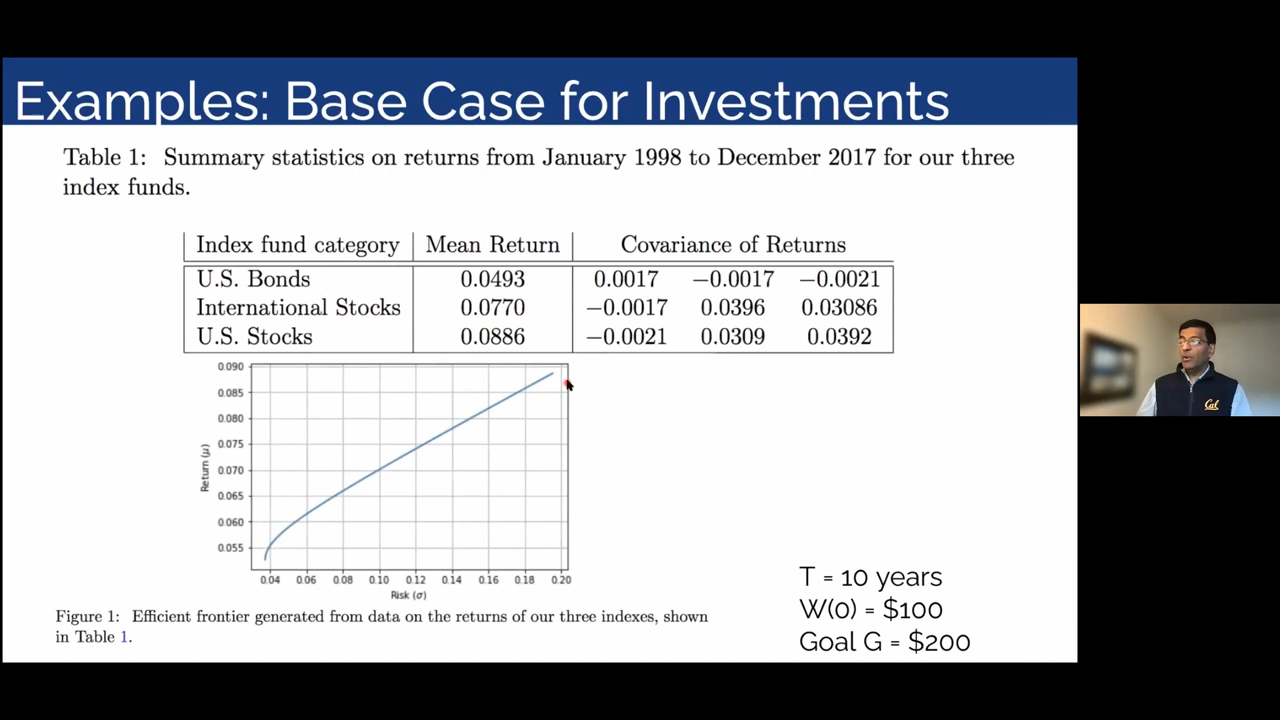 Examples: Base Case for Investments
Table 1: Summary statistics on returns from January 1998 to December 2017 for our three
index funds.
Index fund category Mean Return Covariance of Returns
U.S. Bonds 0.0493 0.0017 −0.0017 −0.0021
International Stocks 0.0770 −0.0017 0.0396 0.03086
U.S. Stocks 0.0886 −0.0021 0.0309 0.0392
0.090
0.085
0.080
0.075
0.070
0.065
0.060
0.055
Return (μ)
0.04 0.06 0.08 0.10 0.12 0.14 0.16 0.18 0.20
Risk (σ)
Figure 1: Efficient frontier generated from data on the returns of our three indexes, shown
in Table 1.
T = 10 years
W(0) = $100
Goal G = $200
Cal